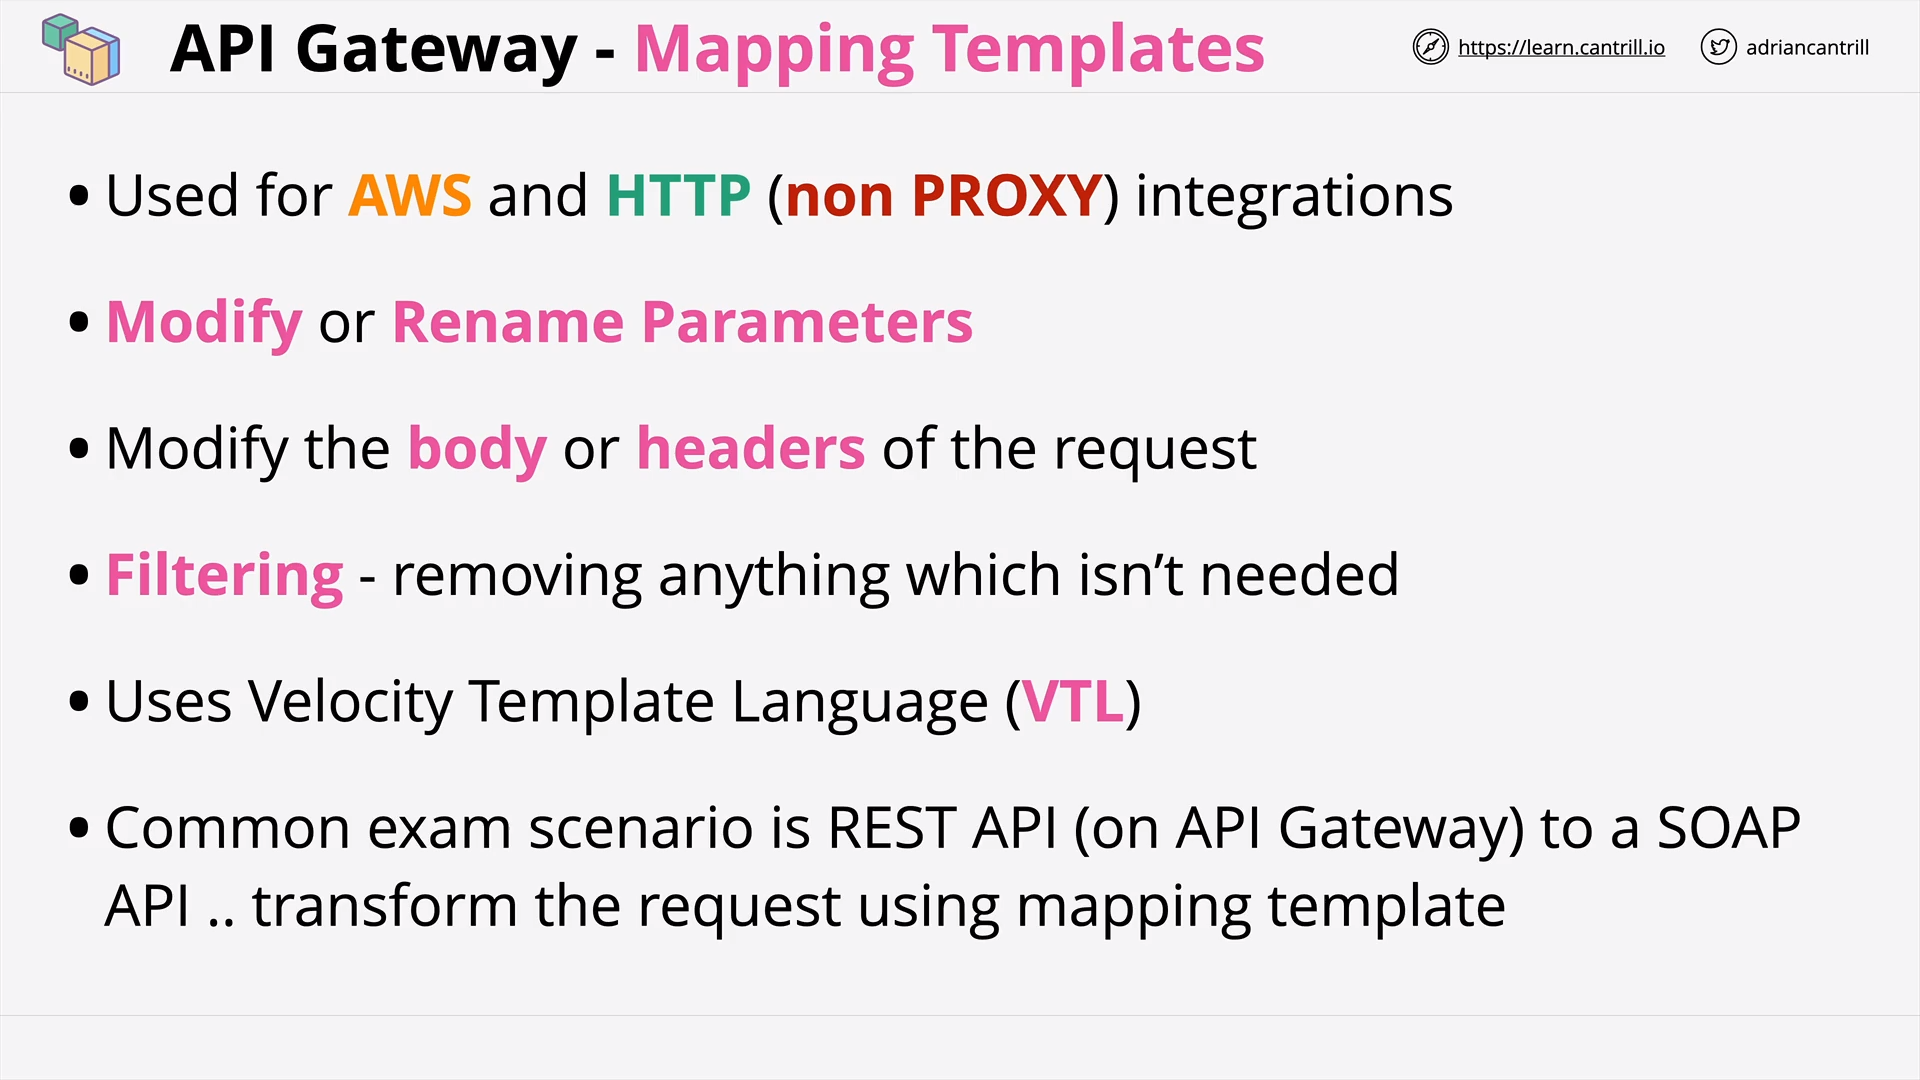 API Gateway - Mapping Templates
https://learn.cantrill.io
adriancantrill
• Used for AWS and HTTP (non PROXY) integrations
• Modify or Rename Parameters
• Modify the body or headers of the request
• Filtering - removing anything which isn’t needed
• Uses Velocity Template Language (VTL)
• Common exam scenario is REST API (on API Gateway) to a SOAP
API .. transform the request using mapping template